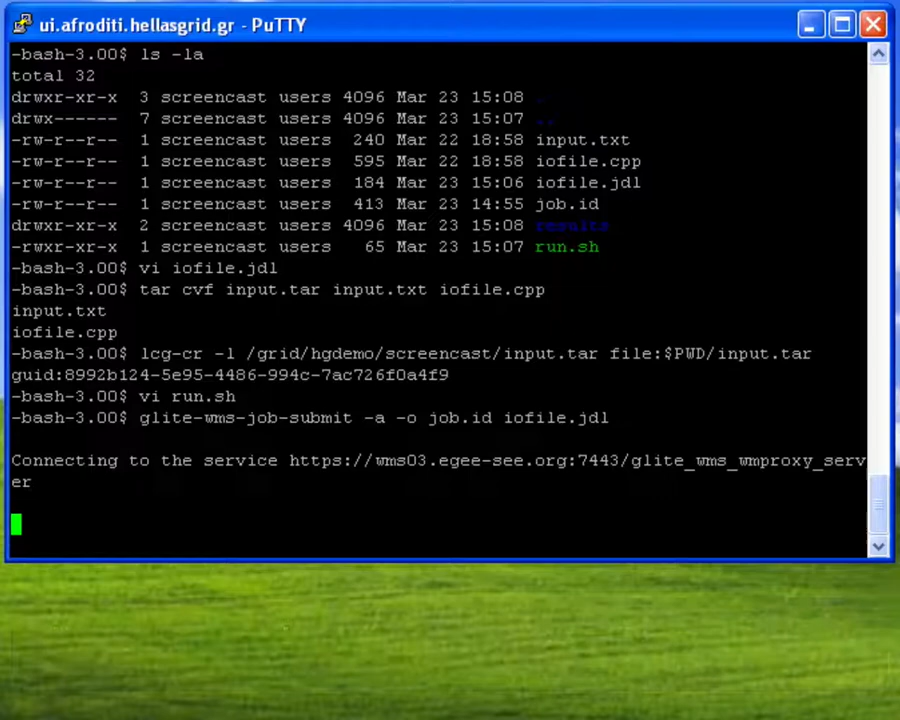 ui.afroditi.hellasgrid.gr - PuTTY
-bash-3.00$ ls -la
total 32
drwxr-xr-x  3 screencast users 4096 Mar 23 15:08 .
drwx------  7 screencast users 4096 Mar 23 15:07 ..
-rw-r--r--  1 screencast users  240 Mar 22 18:58 input.txt
-rw-r--r--  1 screencast users  595 Mar 22 18:58 iofile.cpp
-rw-r--r--  1 screencast users  184 Mar 23 15:06 iofile.jdl
-rw-r--r--  1 screencast users  413 Mar 23 14:55 job.id
drwxr-xr-x  2 screencast users 4096 Mar 23 15:08 results
-rwxr-xr-x  1 screencast users   65 Mar 23 15:07 run.sh
-bash-3.00$ vi iofile.jdl
-bash-3.00$ tar cvf input.tar input.txt iofile.cpp
input.txt
iofile.cpp
-bash-3.00$ lcg-cr -l /grid/hgdemo/screencast/input.tar file:$PWD/input.tar
guid:8992b124-5e95-4486-994c-7ac726f0a4f9
-bash-3.00$ vi run.sh
-bash-3.00$ glite-wms-job-submit -a -o job.id iofile.jdl
Connecting to the service https://wms03.egee-see.org:7443/glite_wms_wmproxy_serv
er